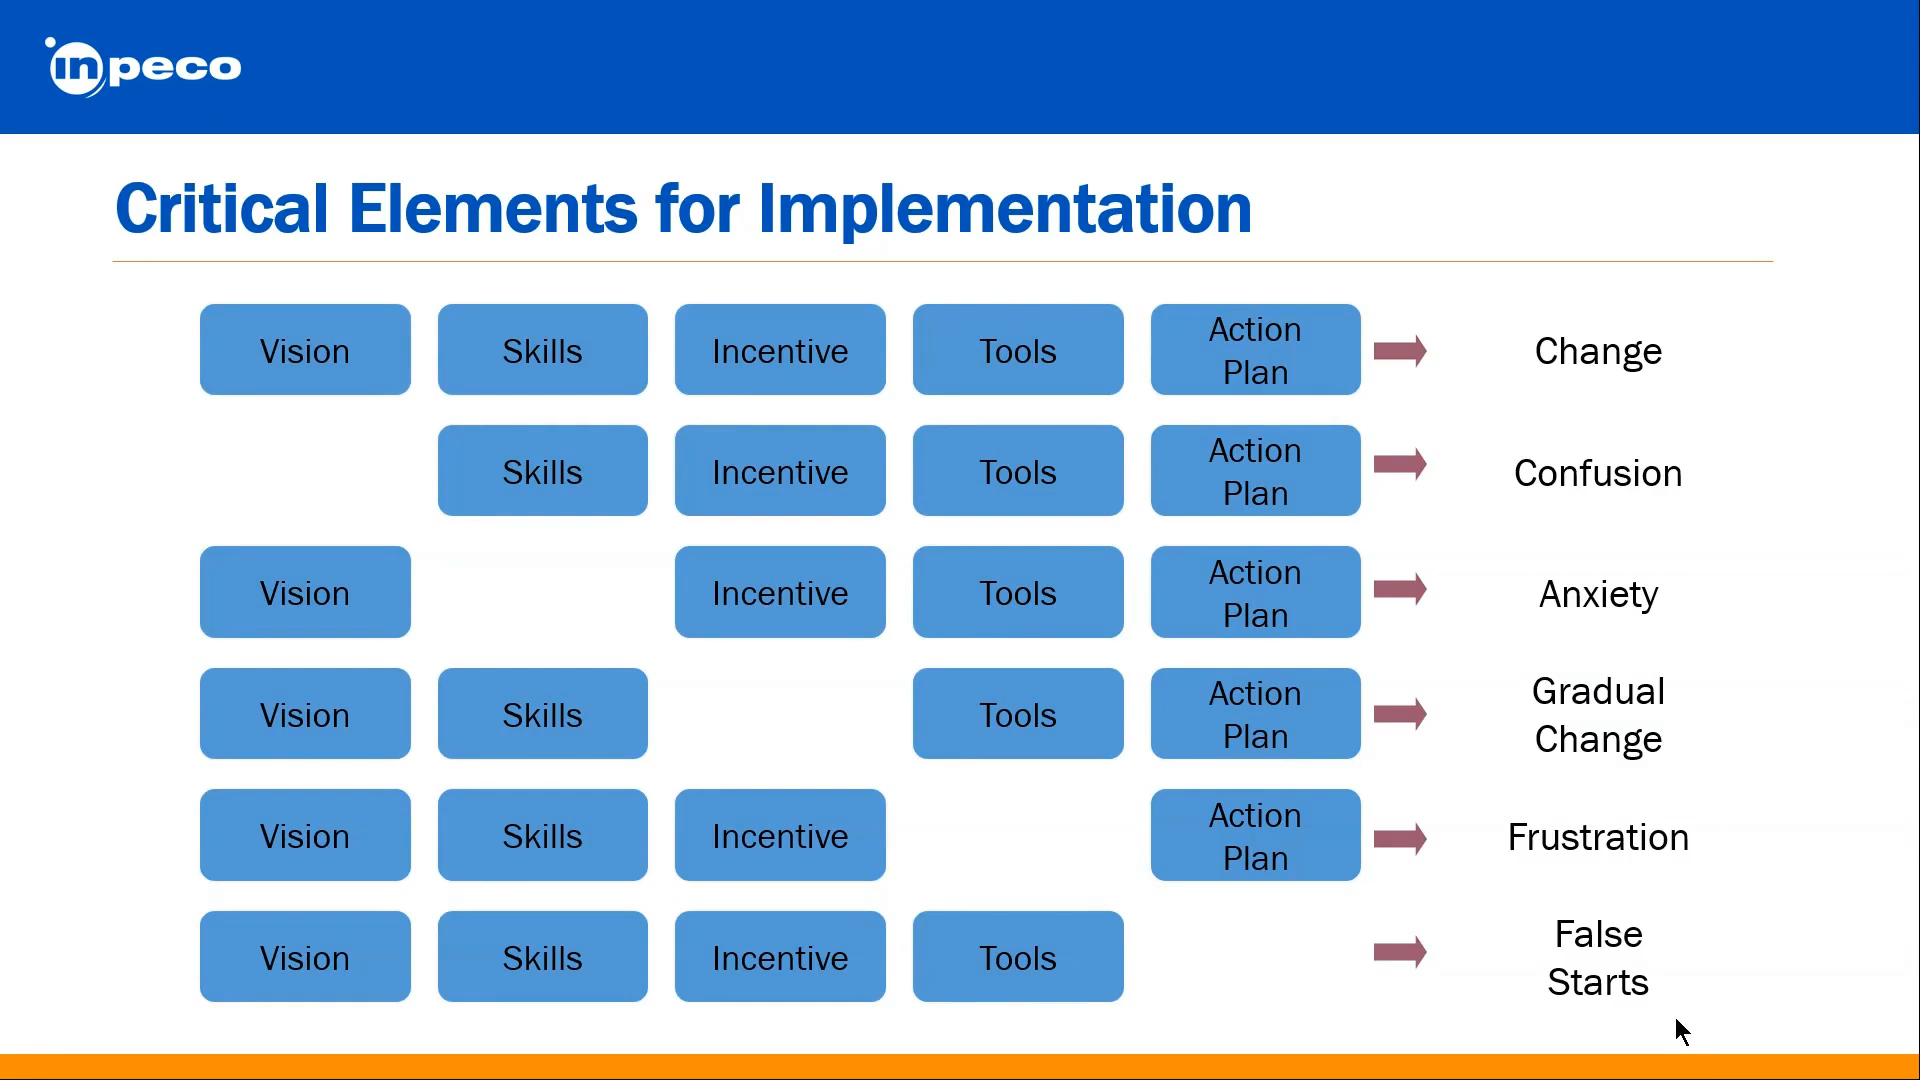 inpeco
Critical Elements for Implementation
Vision Skills Incentive Tools Action Plan Change
Skills Incentive Tools Action Plan Confusion
Vision Incentive Tools Action Plan Anxiety
Vision Skills Tools Action Plan Gradual Change
Vision Skills Incentive Action Plan Frustration
Vision Skills Incentive Tools False Starts